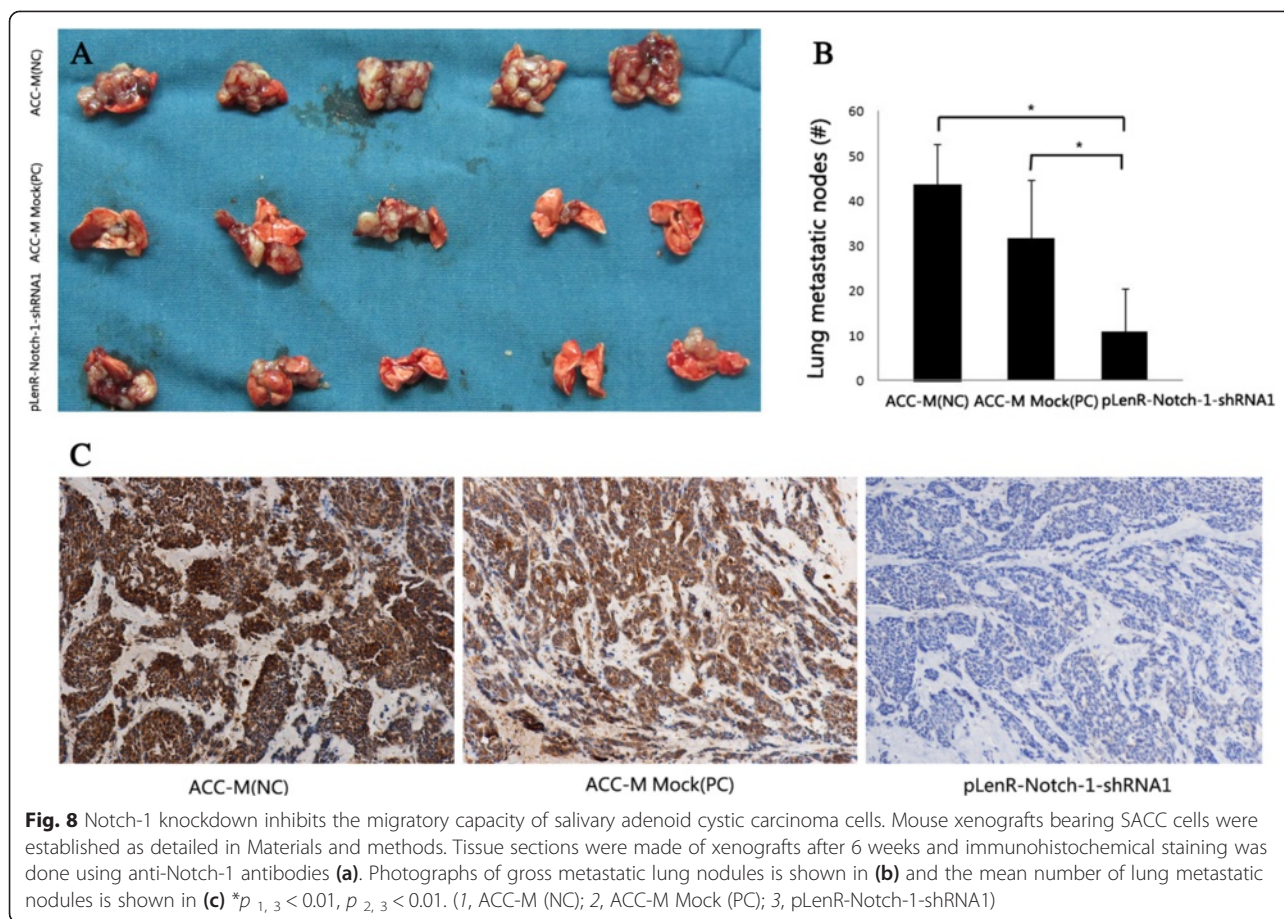 A
ACC-M(NC)
ACC-M Mock(PC)
pLenR-Notch-1-shRNA1
B
Lung metastatic nodes (#)
60
50
40
30
20
10
0
*
*
ACC-M(NC) ACC-M Mock(PC) pLenR-Notch-1-shRNA1
C
ACC-M(NC) ACC-M Mock(PC) pLenR-Notch-1-shRNA1
Fig. 8 Notch-1 knockdown inhibits the migratory capacity of salivary adenoid cystic carcinoma cells. Mouse xenografts bearing SACC cells were
established as detailed in Materials and methods. Tissue sections were made of xenografts after 6 weeks and immunohistochemical staining was
done using anti-Notch-1 antibodies (a). Photographs of gross metastatic lung nodules is shown in (b) and the mean number of lung metastatic
nodules is shown in (c) *p 1, 3 < 0.01, p 2, 3 < 0.01. (1, ACC-M (NC); 2, ACC-M Mock (PC); 3, pLenR-Notch-1-shRNA1)